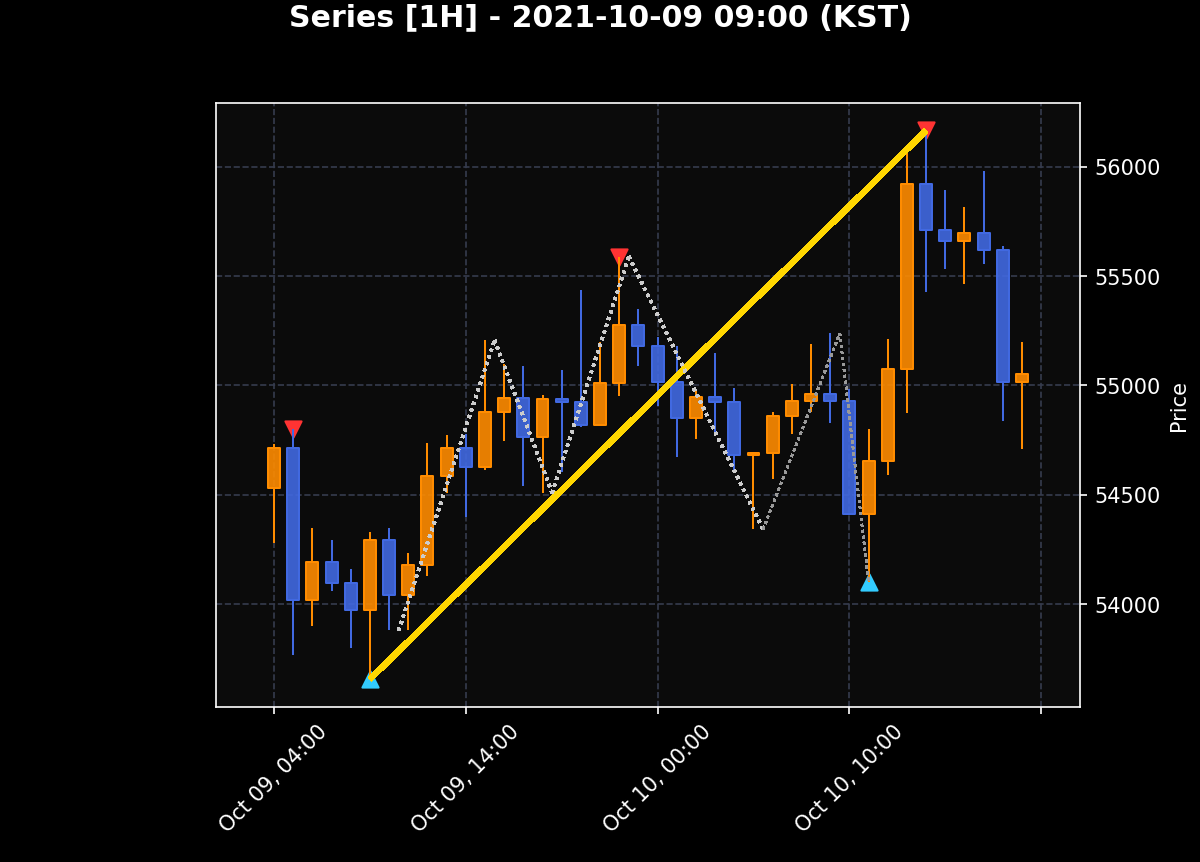 Series [1H] - 2021-10-09 09:00 (KST)
56000
55500
55000
54500
54000
Price
Oct 09, 04:00
Oct 09, 14:00
Oct 10, 00:00
Oct 10, 10:00